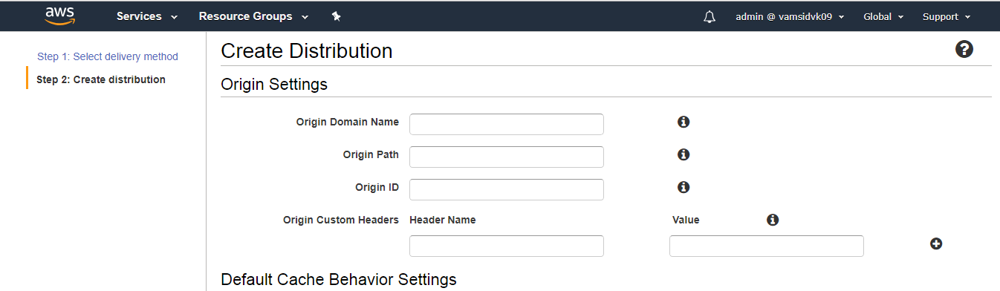 aws Services Resource Groups admin @ vamsidvk09 Global Support
Step 1: Select delivery method
Step 2: Create distribution
Create Distribution
Origin Settings
Origin Domain Name
Origin Path
Origin ID
Origin Custom Headers Header Name Value
Default Cache Behavior Settings